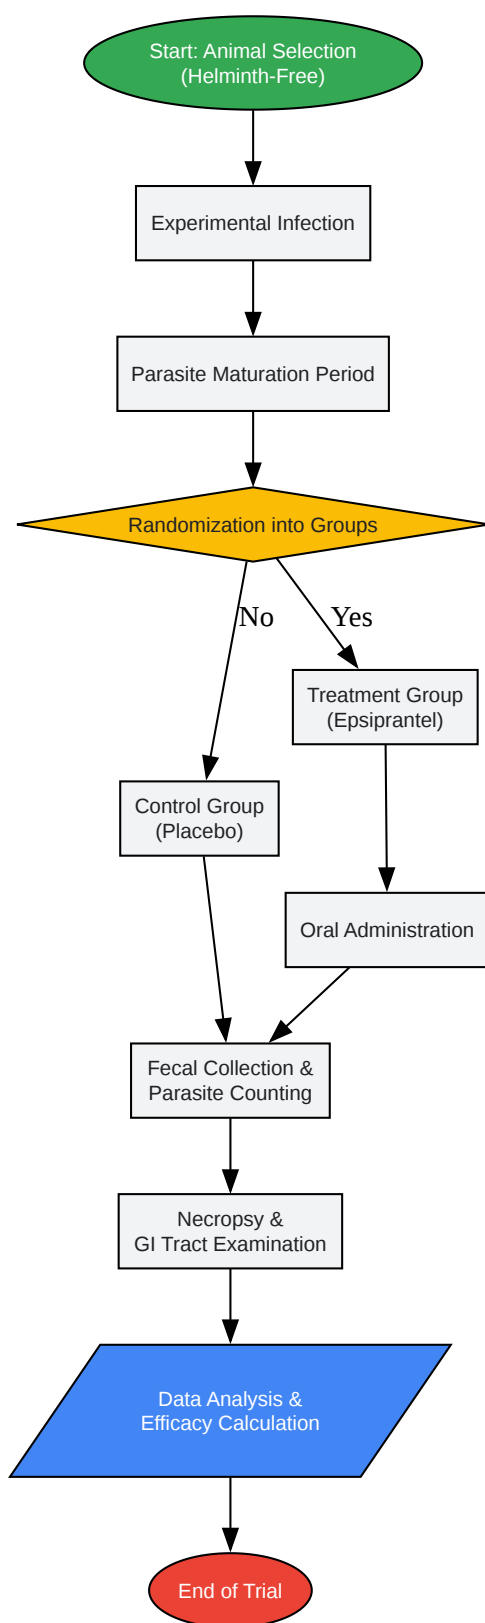 Start: Animal Selection
(Helminth-Free)
Experimental Infection
Parasite Maturation Period
Randomization into Groups
No
Yes
Treatment Group
(Epsiprantel)
Control Group
(Placebo)
Oral Administration
Fecal Collection &
Parasite Counting
Necropsy &
GI Tract Examination
Data Analysis &
Efficacy Calculation
End of Trial